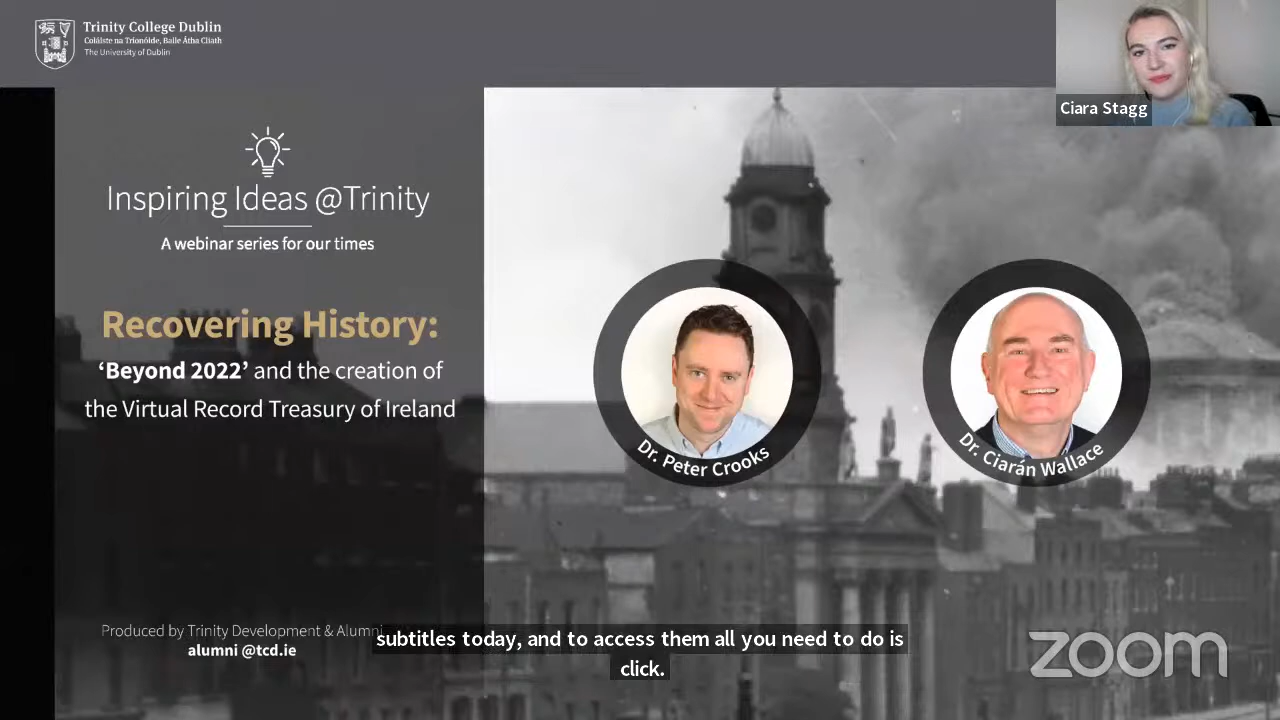 Trinity College Dublin
Coláiste na Tríonóide, Baile Átha Cliath
The University of Dublin
Ciara Stagg
Inspiring Ideas @Trinity
A webinar series for our times
Recovering History:
‘Beyond 2022’ and the creation of
the Virtual Record Treasury of Ireland
Dr. Peter Crooks
Dr. Ciarán Wallace
Produced by Trinity Development & Alumni
alumni @tcd.ie
subtitles today, and to access them all you need to do is
click.
zoom